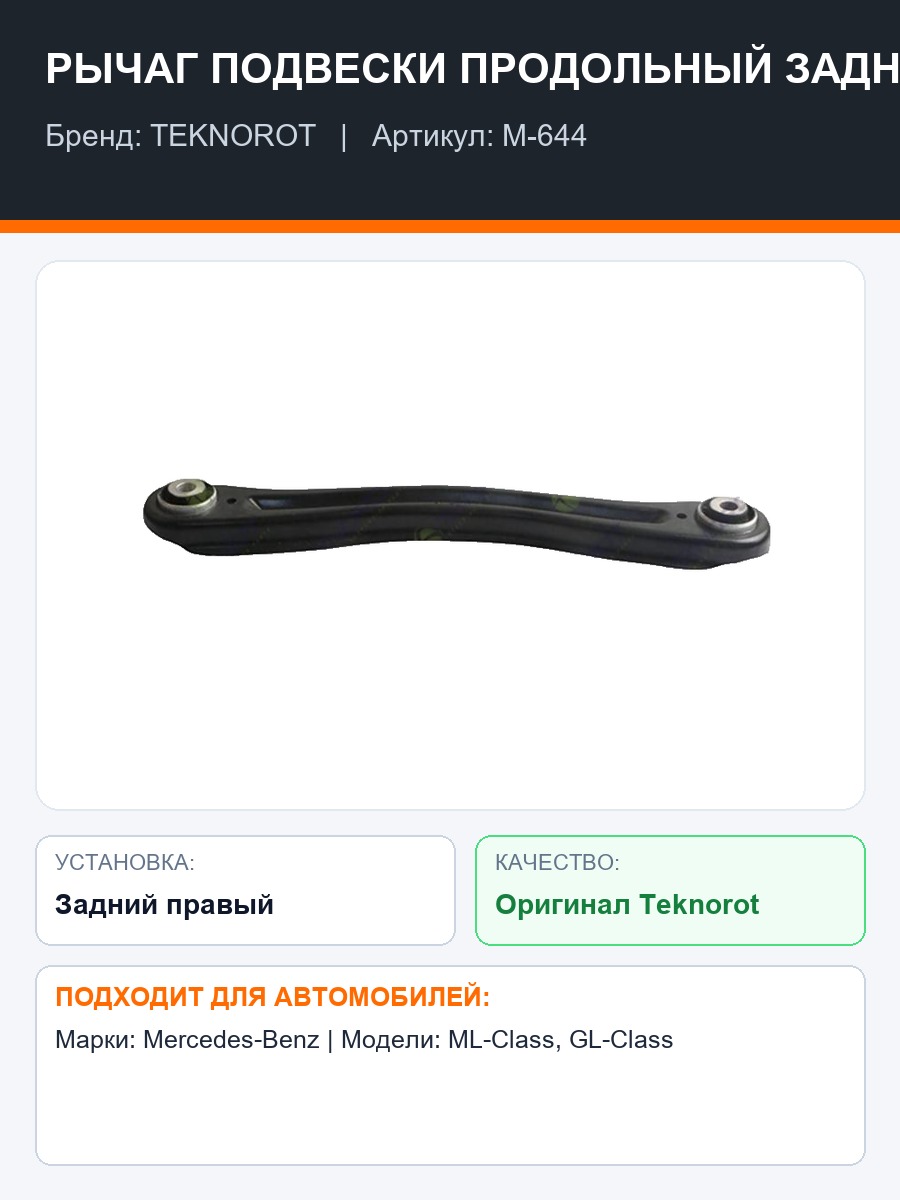 РЫЧАГ ПОДВЕСКИ ПРОДОЛЬНЫЙ ЗАДН
Бренд: TEKNOROT | Артикул: M-644
УСТАНОВКА:
Задний правый
КАЧЕСТВО:
Оригинал Teknorot
ПОДХОДИТ ДЛЯ АВТОМОБИЛЕЙ:
Марки: Mercedes-Benz | Модели: ML-Class, GL-Class